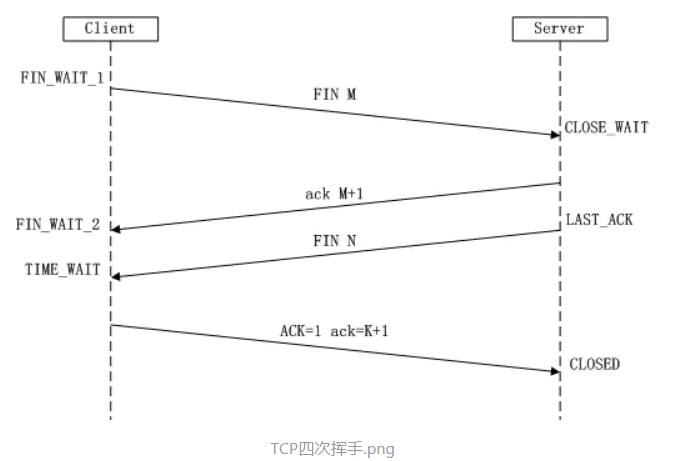 Client
Server
FIN_WAIT_1
FIN M
CLOSE_WAIT
ack M+1
FIN_WAIT_2
LAST_ACK
FIN N
TIME_WAIT
ACK=1 ack=K+1
CLOSED
TCP四次挥手.png